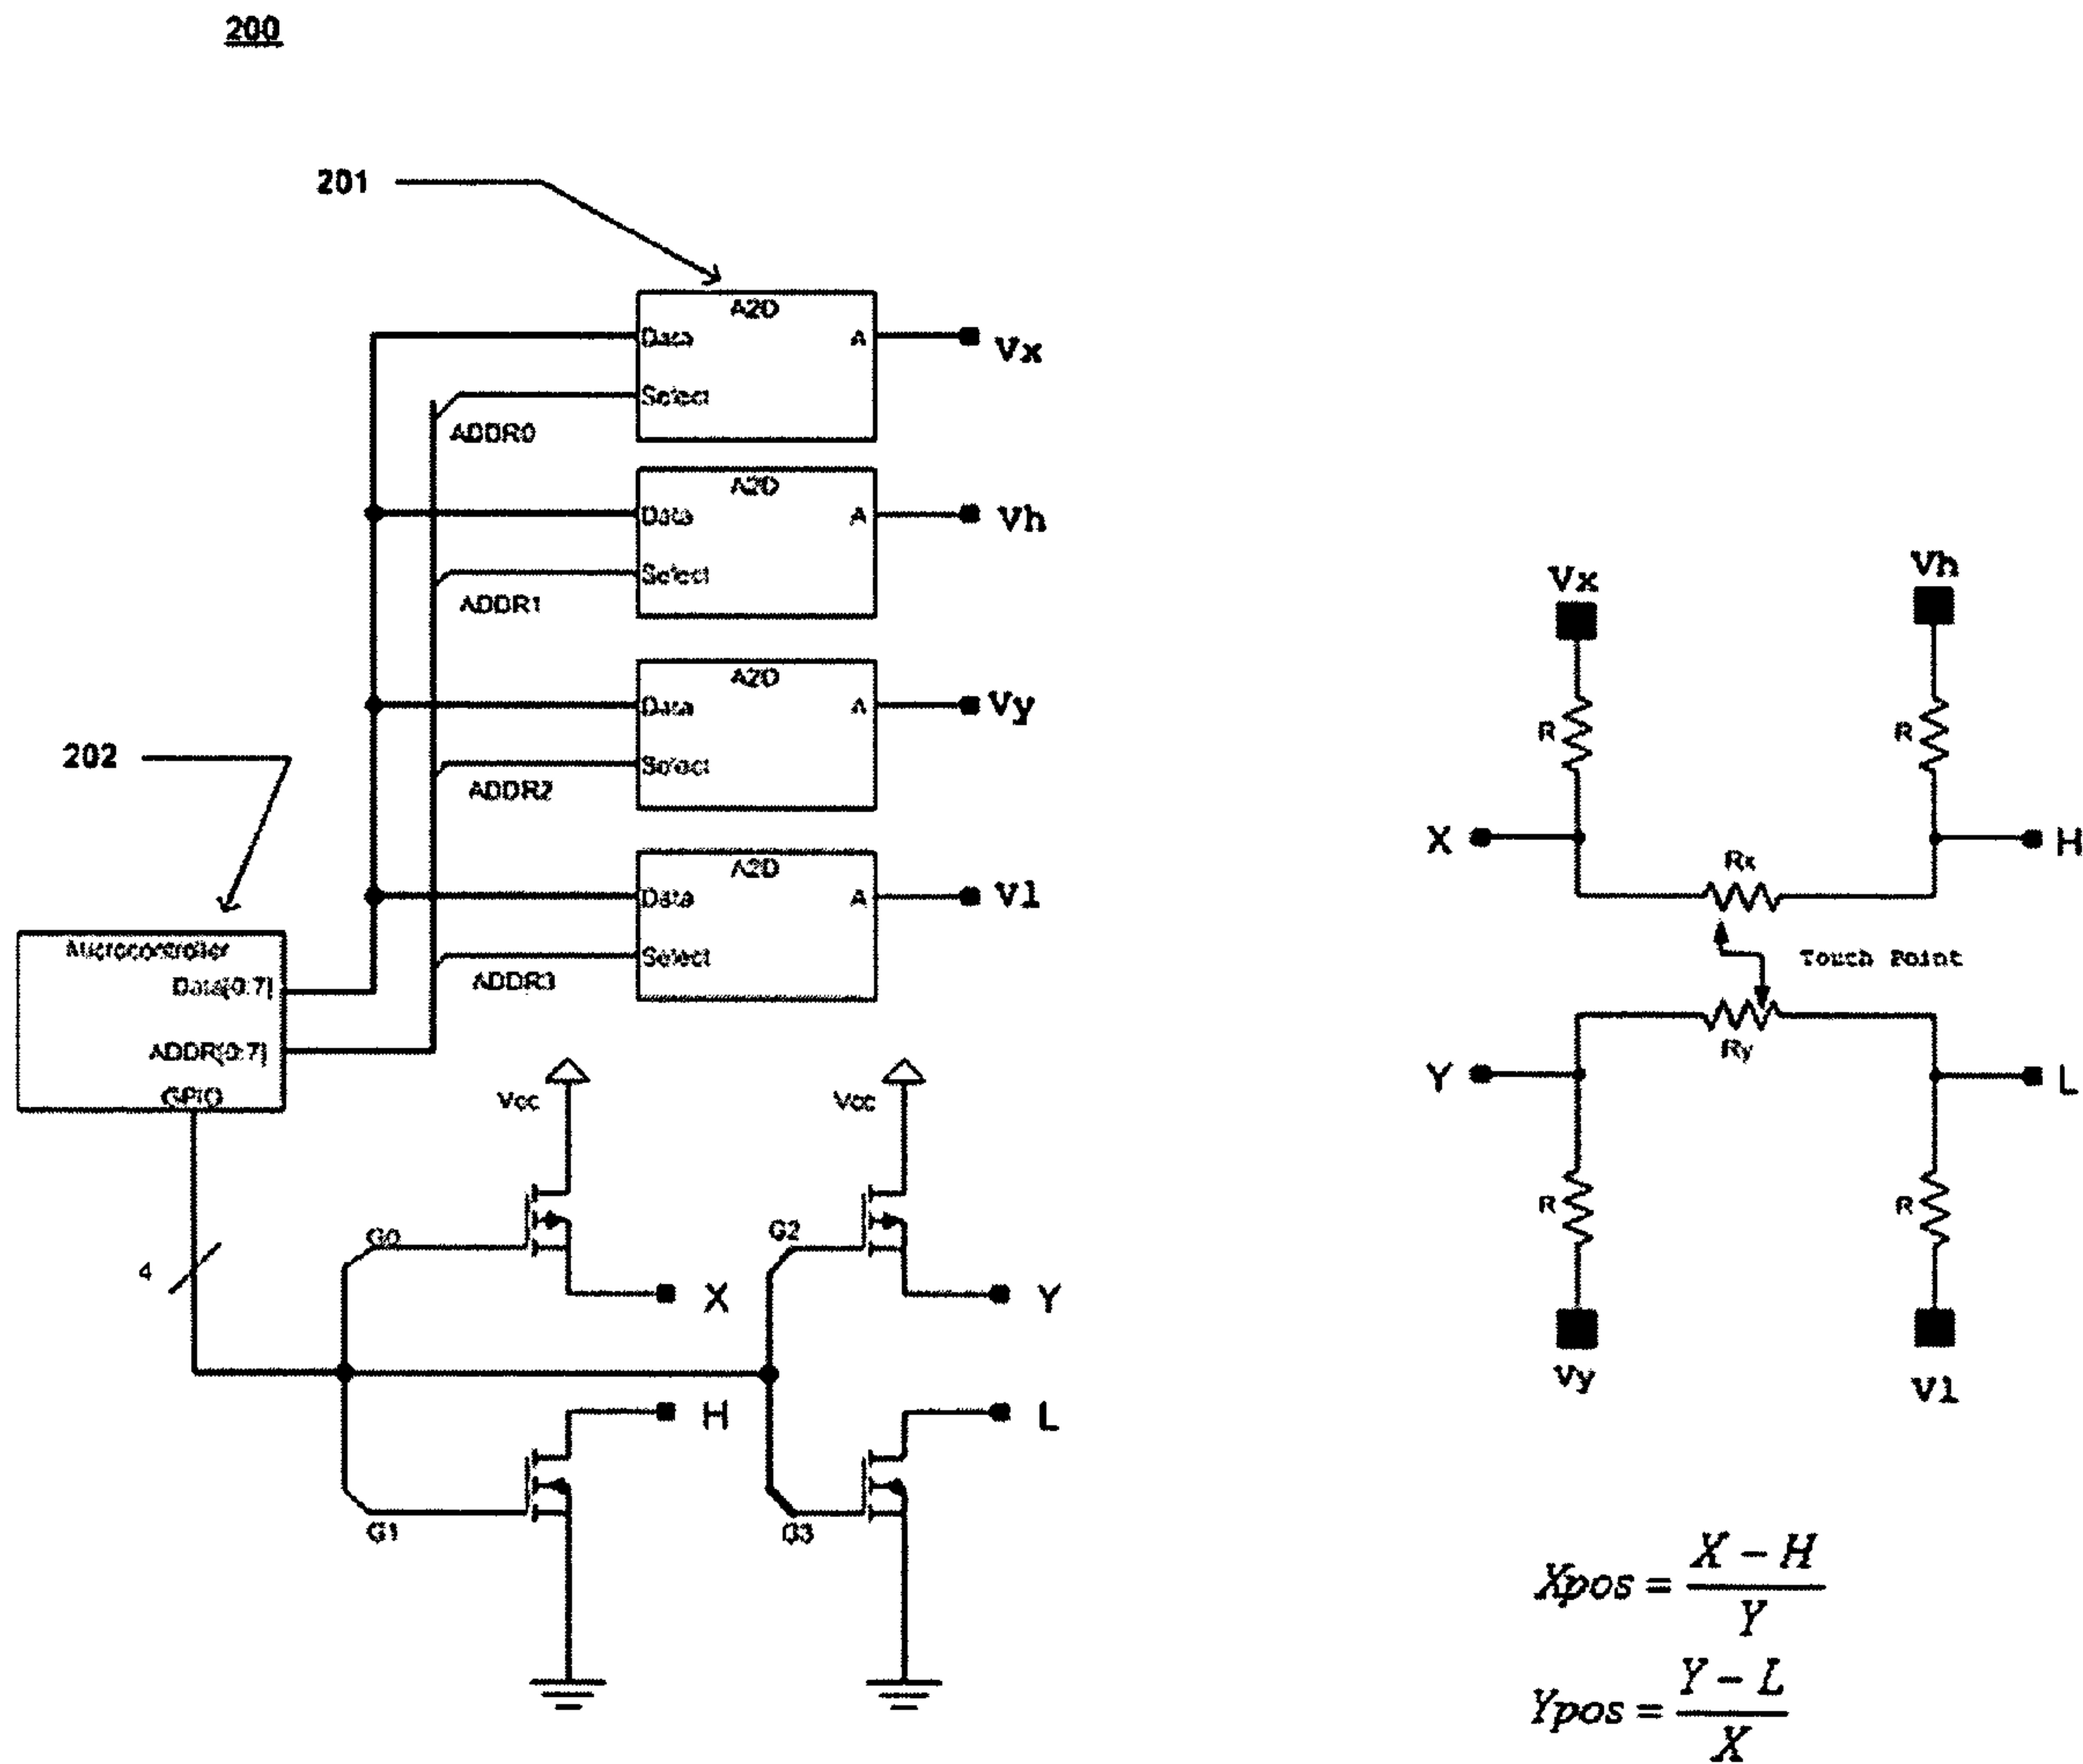 200
201
A2D
Data
A
Vx
Select
ADDR0
A2D
Data
A
Vh
Select
ADDR1
A2D
Data
A
Vy
Select
ADDR2
A2D
Data
A
Vl
Select
ADDR3
202
Microcontroller
Data[0:7]
ADDR[0:7]
GPIO
4
Vcc
Vcc
G0
X
G2
Y
H
G1
L
G3
Vx
Vh
R
R
X
H
Rx
Touch Point
Y
L
Ry
R
R
Vy
Vl
Xpos = X - H / Y
Ypos = Y - L / X